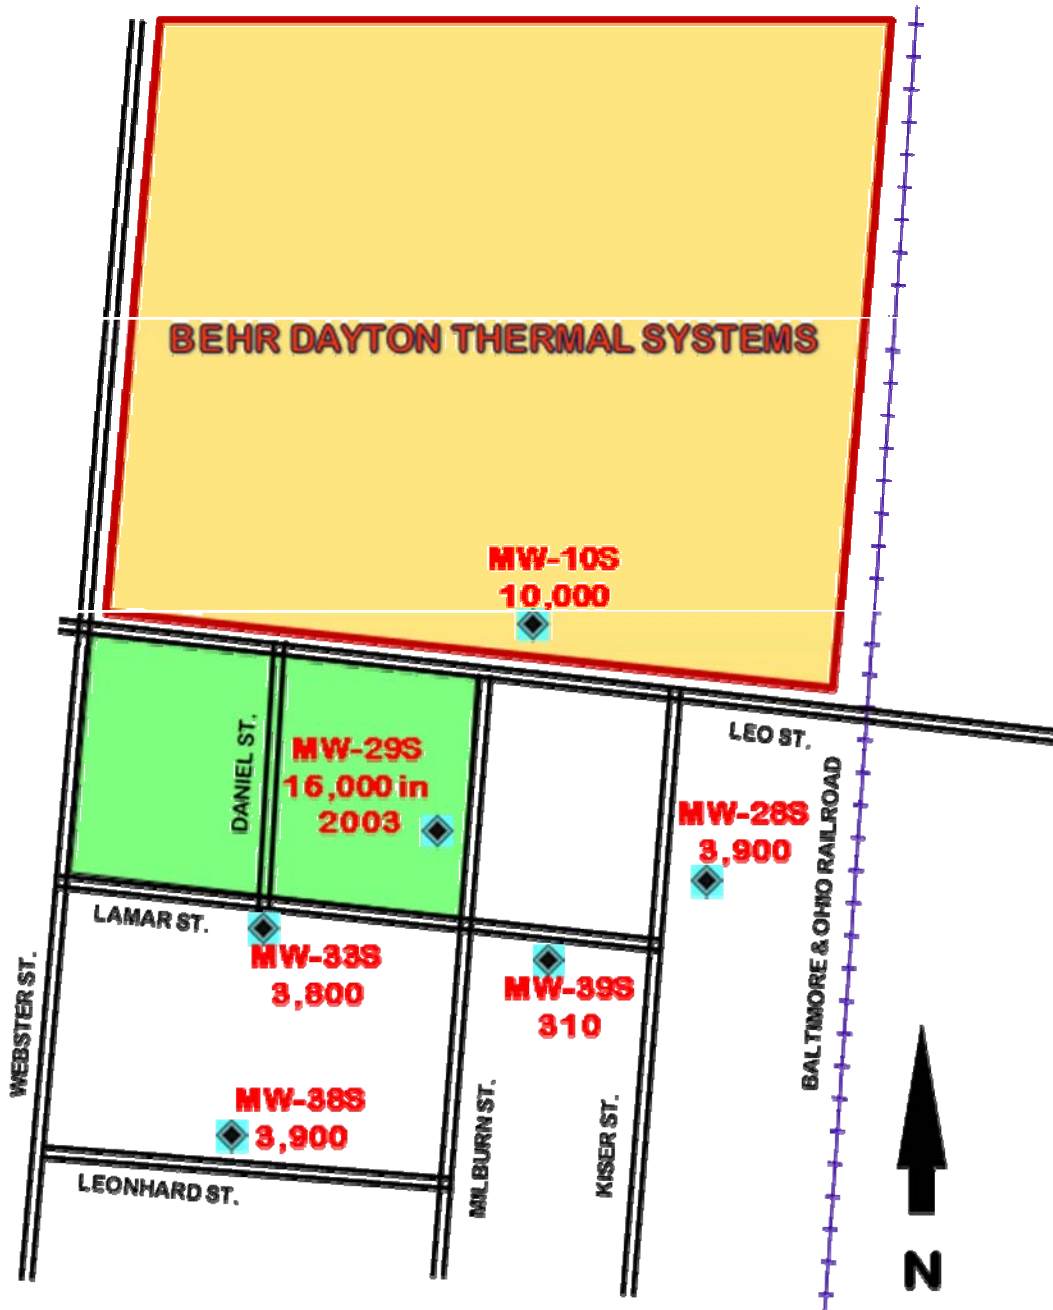 BEHR DAYTON THERMAL SYSTEMS
MW-10S
10,000
LEO ST.
DANIEL ST.
MW-29S
16,000 in
2003
MW-28S
3,900
BALTIMORE & OHIO RAILROAD
LAMAR ST.
MW-33S
3,800
MW-39S
310
WEBSTER ST.
MW-38S
3,900
MILBURN ST.
KISER ST.
LEONHARD ST.
N